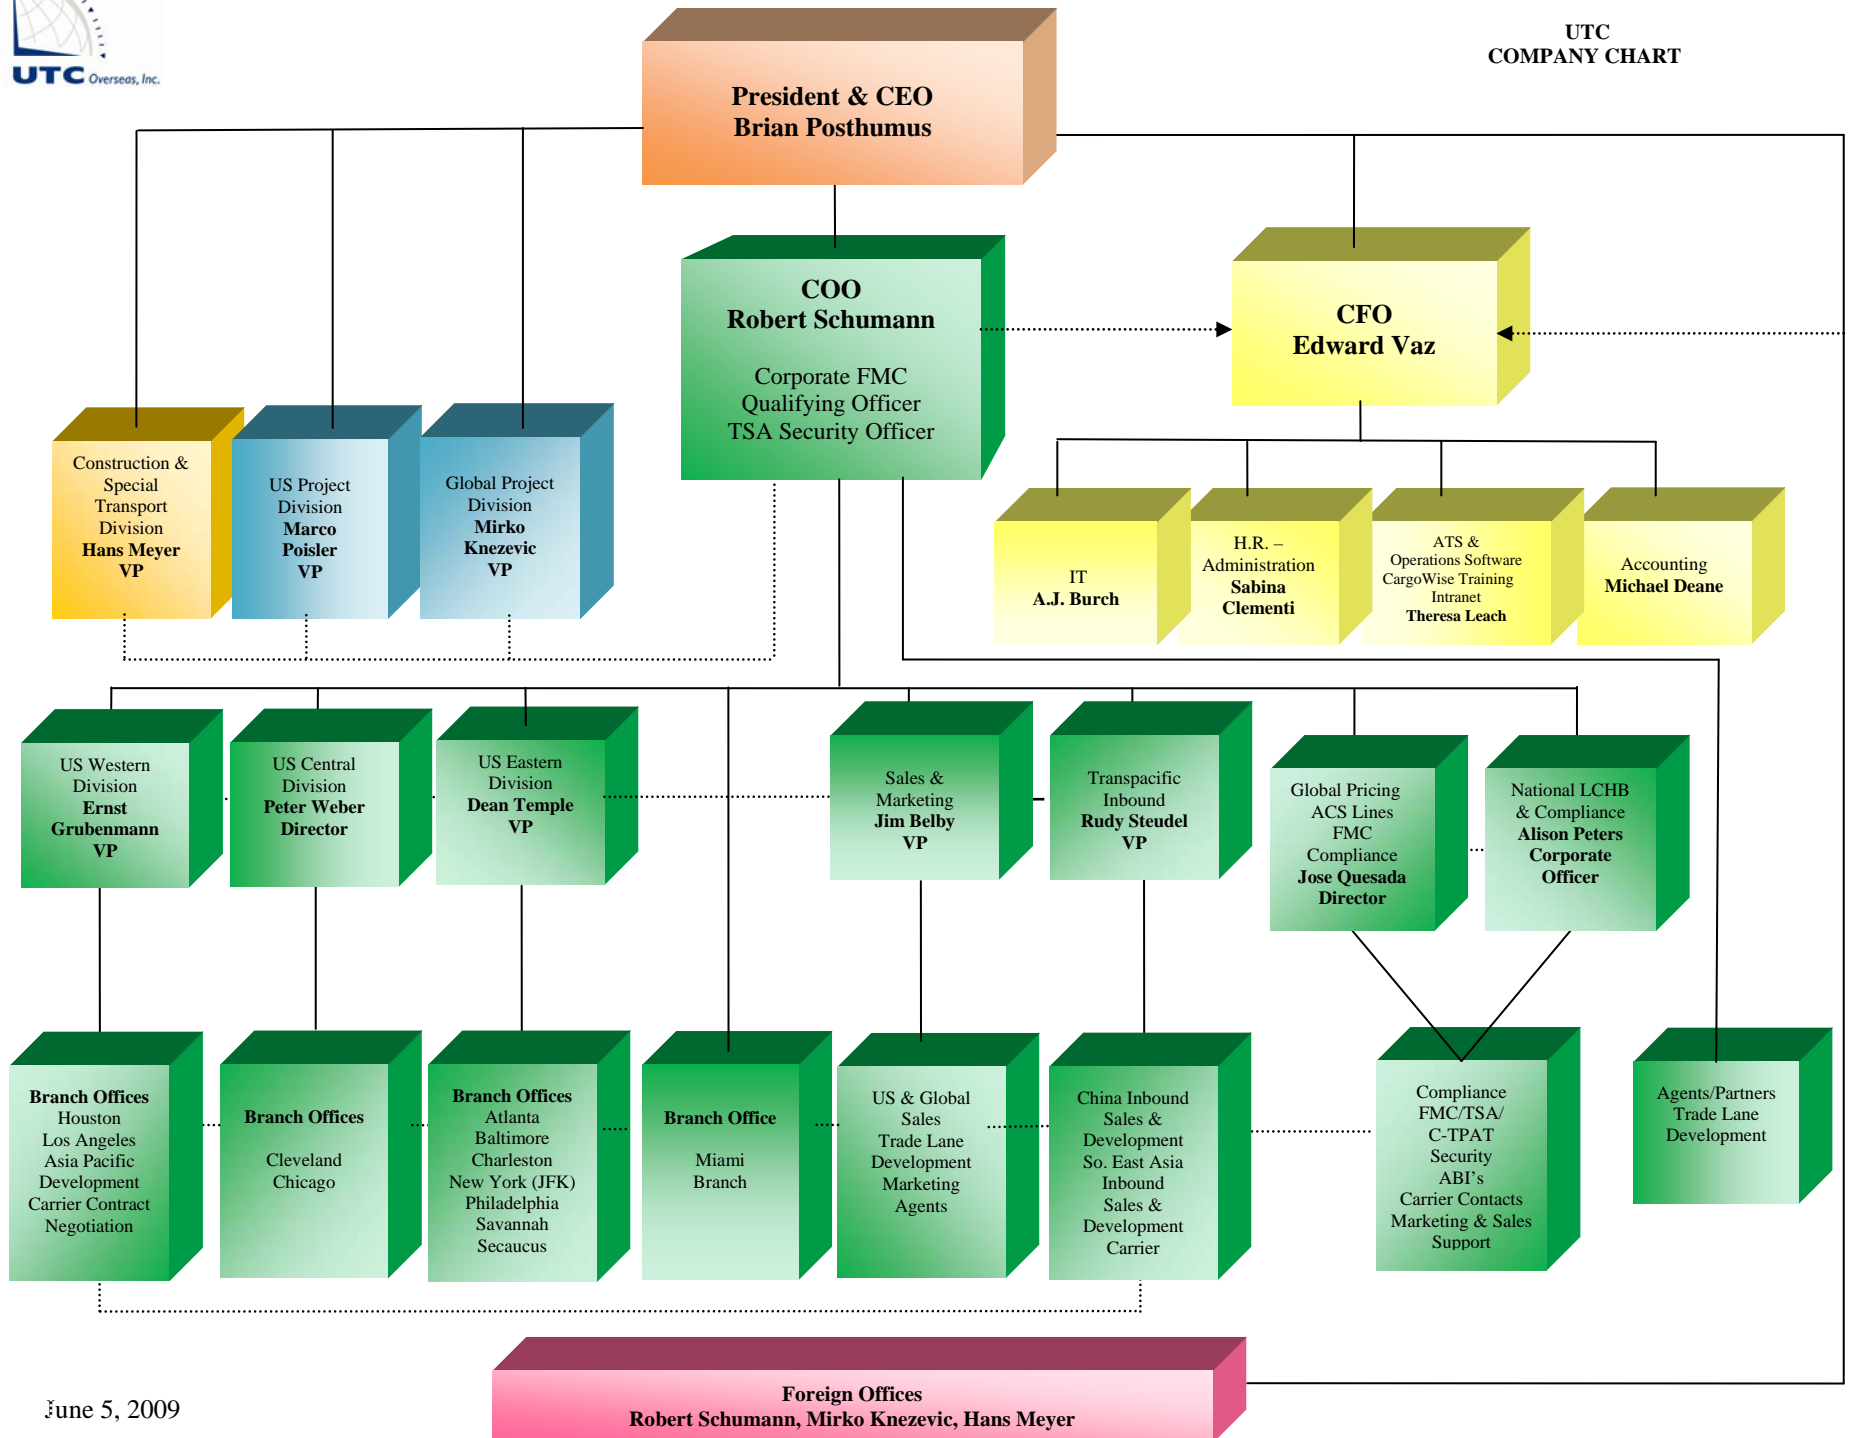 UTC Overseas, Inc.
UTC
COMPANY CHART
President & CEO
Brian Posthumus
COO
Robert Schumann
Corporate FMC
Qualifying Officer
TSA Security Officer
CFO
Edward Vaz
Construction &
Special
Transport
Division
Hans Meyer
VP
US Project
Division
Marco
Poisler
VP
Global Project
Division
Mirko
Knezevic
VP
IT
A.J. Burch
H.R. –
Administration
Sabina
Clementi
ATS &
Operations Software
CargoWise Training
Intranet
Theresa Leach
Accounting
Michael Deane
US Western
Division
Ernst
Grubenmann
VP
US Central
Division
Peter Weber
Director
US Eastern
Division
Dean Temple
VP
Sales &
Marketing
Jim Belby
VP
Transpacific
Inbound
Rudy Steudel
VP
Global Pricing
ACS Lines
FMC
Compliance
Jose Quesada
Director
National LCHB
& Compliance
Alison Peters
Corporate
Officer
Branch Offices
Houston
Los Angeles
Asia Pacific
Development
Carrier Contract
Negotiation
Branch Offices
Cleveland
Chicago
Branch Offices
Atlanta
Baltimore
Charleston
New York (JFK)
Philadelphia
Savannah
Secaucus
Branch Office
Miami
Branch
US & Global
Sales
Trade Lane
Development
Marketing
Agents
China Inbound
Sales &
Development
So. East Asia
Inbound
Sales &
Development
Carrier
Compliance
FMC/TSA/
C-TPAT
Security
ABI's
Carrier Contacts
Marketing & Sales
Support
Agents/Partners
Trade Lane
Development
Foreign Offices
Robert Schumann, Mirko Knezevic, Hans Meyer
June 5, 2009